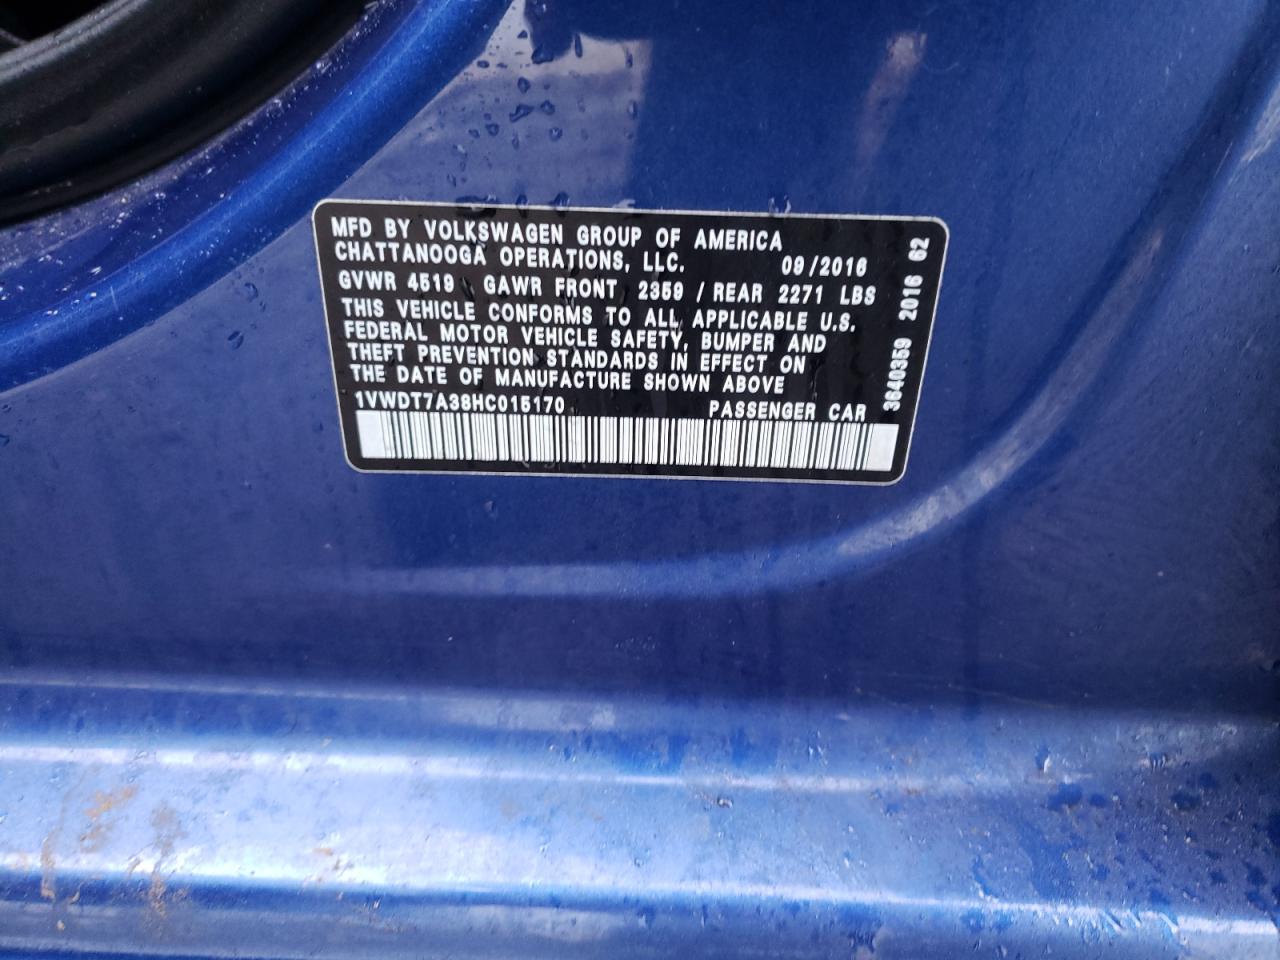 MFD BY VOLKSWAGEN GROUP OF AMERICA
CHATTANOOGA OPERATIONS, LLC. 09/2016
GVWR 4519 GAWR FRONT 2359 / REAR 2271 LBS
THIS VEHICLE CONFORMS TO ALL APPLICABLE U.S.
FEDERAL MOTOR VEHICLE SAFETY, BUMPER AND
THEFT PREVENTION STANDARDS IN EFFECT ON
THE DATE OF MANUFACTURE SHOWN ABOVE
1VWDT7A38HC015170 PASSENGER CAR
3640359 2016 62